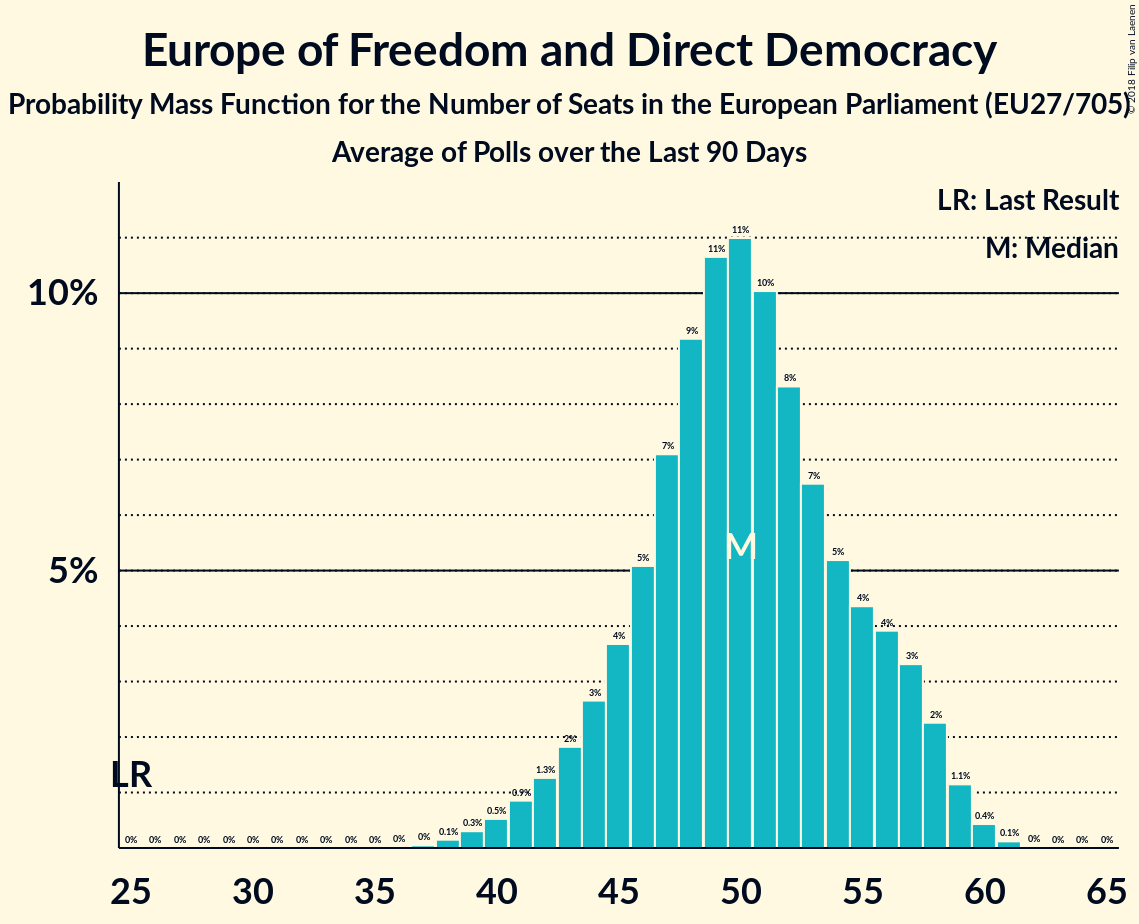 Europe of Freedom and Direct Democracy
Probability Mass Function for the Number of Seats in the European Parliament (EU27/705)
Average of Polls over the Last 90 Days
© 2018 Filip van Laenen
LR: Last Result
M: Median
10%
5%
LR
M
0% 0% 0% 0% 0% 0% 0% 0% 0% 0% 0% 0% 0% 0.1% 0.3% 0.5% 0.9% 1.3% 2% 3% 4% 5% 7% 9% 11% 11% 10% 8% 7% 5% 4% 4% 3% 2% 1.1% 0.4% 0.1% 0% 0% 0% 0%
25 30 35 40 45 50 55 60 65